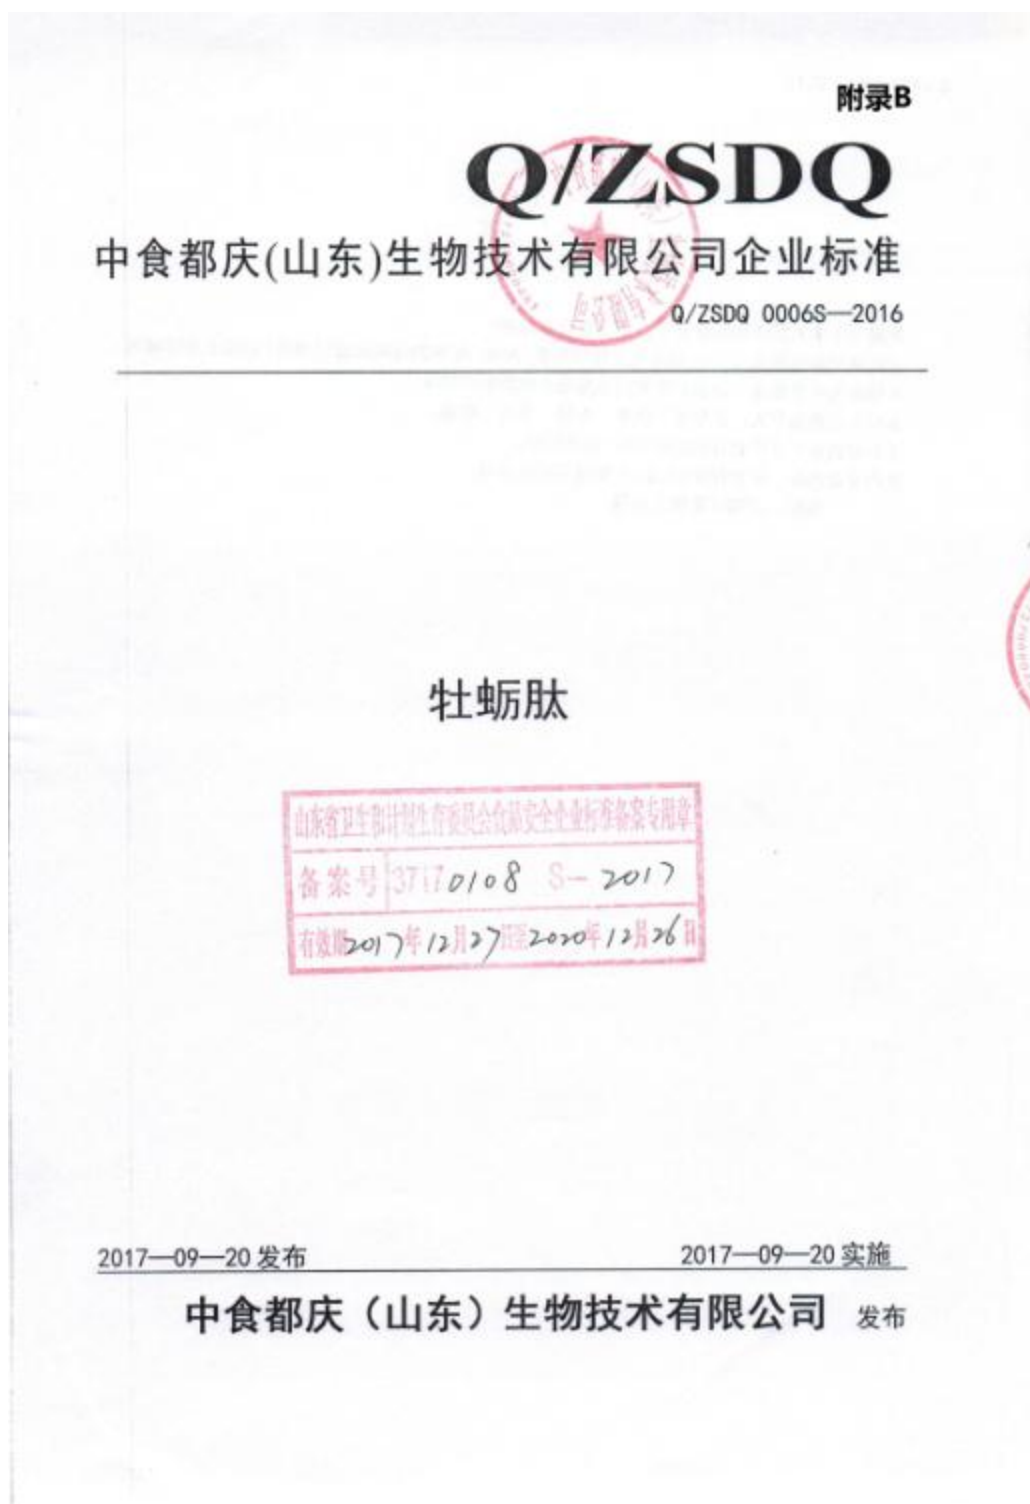 附录B
Q/ZSDQ
中食都庆(山东)生物技术有限公司企业标准
Q/ZSDQ 0006S—2016
牡蛎肽
山东省卫生和计划生育委员会食品安全企业标准备案专用章
备案号 37170108 S— 2017
有效期2017年12月27日至2020年12月26日
2017—09—20 发布
2017—09—20 实施
中食都庆（山东）生物技术有限公司 发布